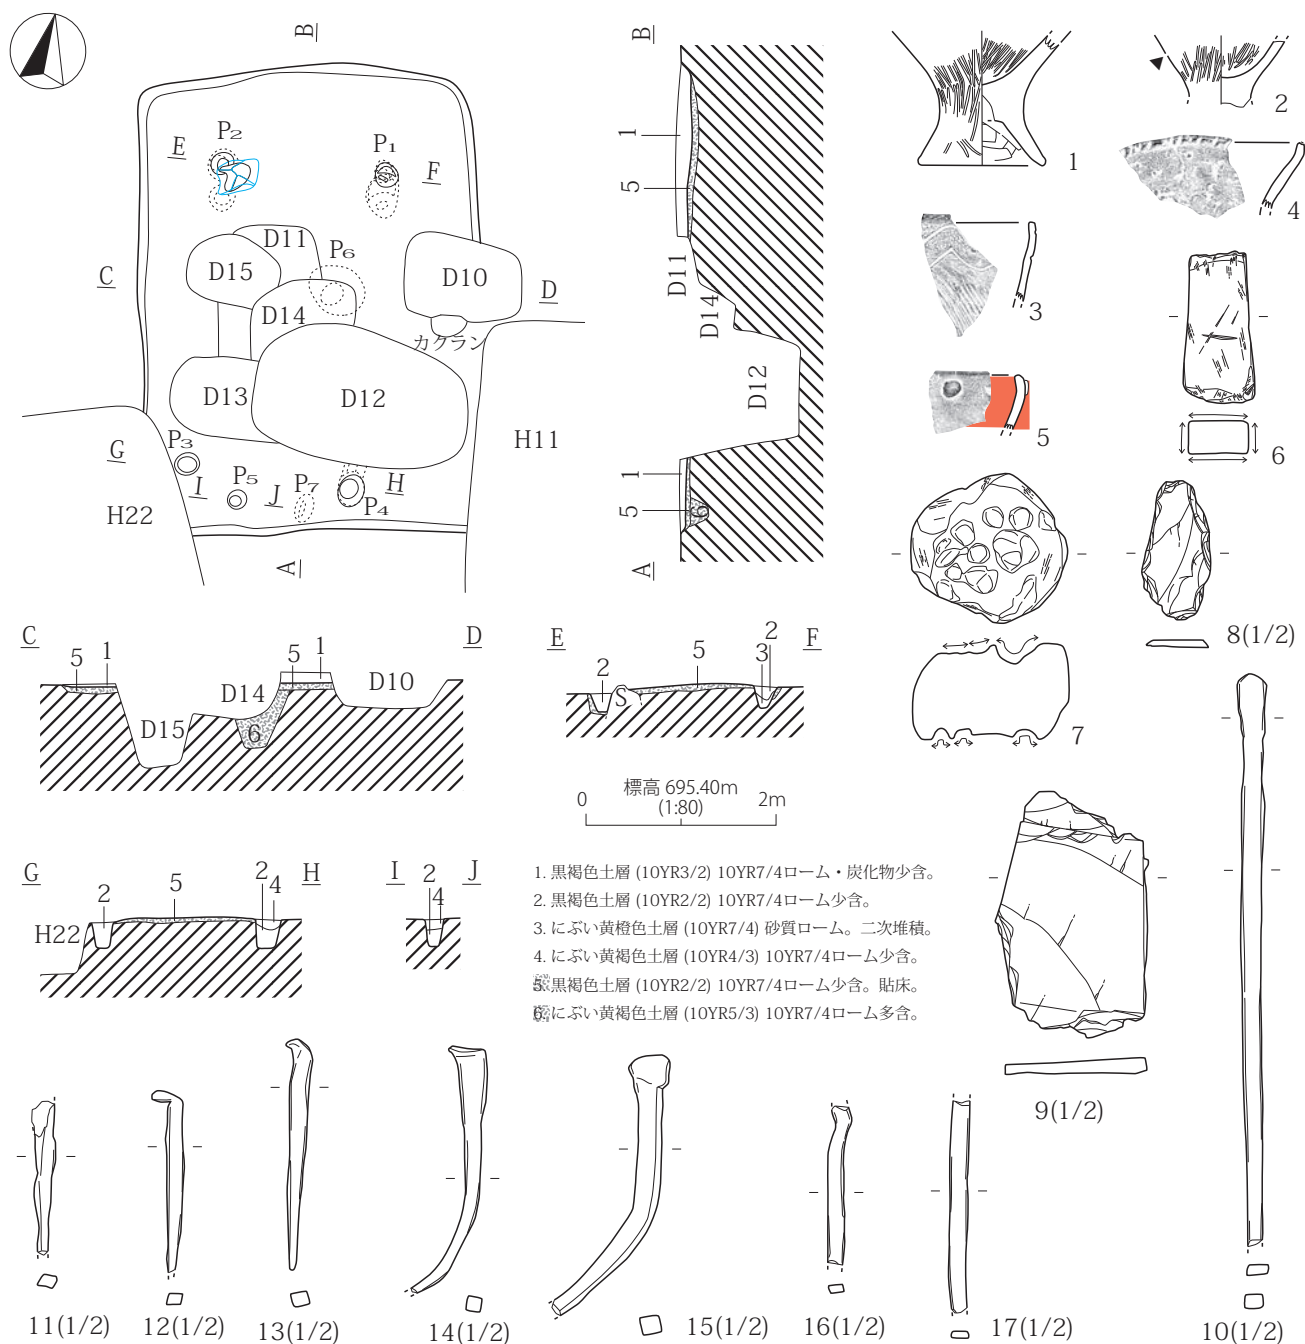 B
P2
E
P1
F
D11
D15
P6
D10
C
D
D14
カクラン
D13
D12
H11
P3
G
I
P5
J
P7
H
P4
H22
A
B
1
5
D11
D14
D12
1
5
6
A
1
2
3
4
5
6
7
8(1/2)
9(1/2)
C
5
1
5
1
D
D15
D14
6
D10
E
2
S
5
3
2
F
標高 695.40m
0
(1:80)
2m
G
2
5
2
4
H
H22
I
2
4
J
1. 黒褐色土層 (10YR3/2) 10YR7/4ローム・炭化物少含。
2. 黒褐色土層 (10YR2/2) 10YR7/4ローム少含。
3. にぶい黄橙色土層 (10YR7/4) 砂質ローム。二次堆積。
4. にぶい黄褐色土層 (10YR4/3) 10YR7/4ローム少含。
5. 黒褐色土層 (10YR2/2) 10YR7/4ローム少含。貼床。
6. にぶい黄褐色土層 (10YR5/3) 10YR7/4ローム多含。
11(1/2)
12(1/2)
13(1/2)
14(1/2)
15(1/2)
16(1/2)
17(1/2)
10(1/2)